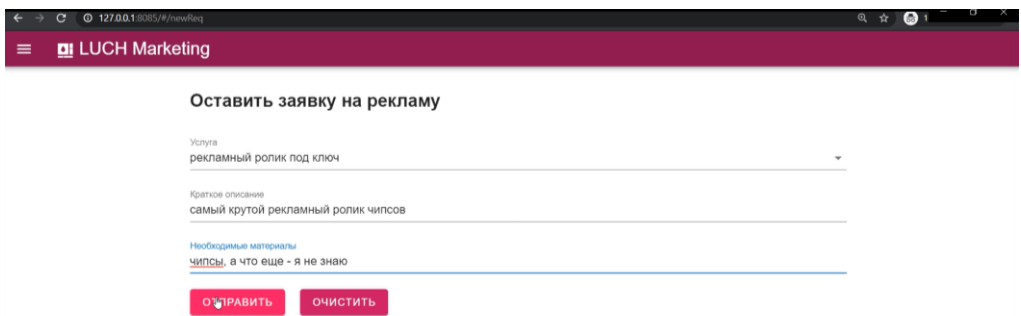 127.0.0.1:8085/#/newReq
LUCH Marketing
Оставить заявку на рекламу
Услуга
рекламный ролик под ключ
Краткое описание
самый крутой рекламный ролик чипсов
Необходимые материалы
чипсы, а что еще - я не знаю
ОТПРАВИТЬ ОЧИСТИТЬ